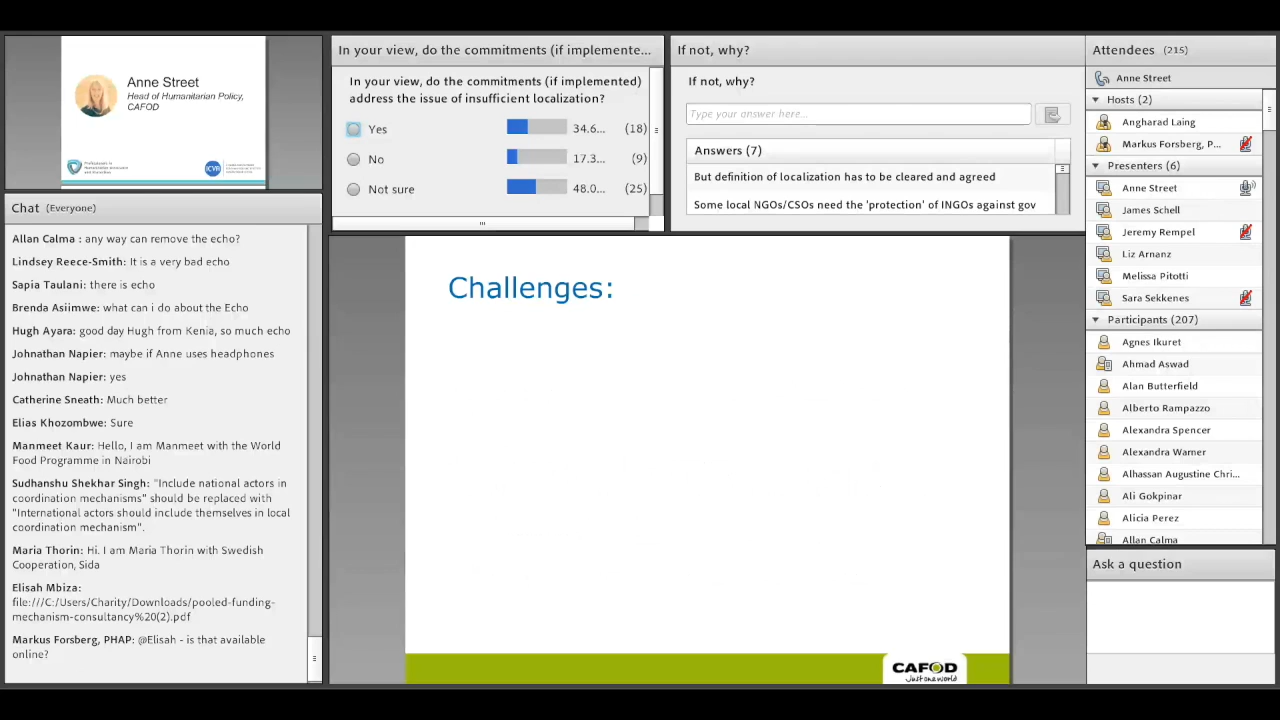 Anne Street
Head of Humanitarian Policy,
CAFOD
ICVA
Chat (Everyone)
Allan Calma : any way can remove the echo?
Lindsey Reece-Smith: It is a very bad echo
Sapia Taulani: there is echo
Brenda Asiimwe: what can i do about the Echo
Hugh Ayara: good day Hugh from Kenia, so much echo
Johnathan Napier: maybe if Anne uses headphones
Johnathan Napier: yes
Catherine Sneath: Much better
Elias Khozombwe: Sure
Manmeet Kaur: Hello, I am Manmeet with the World
Food Programme in Nairobi
Sudhanshu Shekhar Singh: "Include national actors in
coordination mechanisms" should be replaced with
"International actors should include themselves in local
coordination mechanism".
Maria Thorin: Hi. I am Maria Thorin with Swedish
Cooperation, Sida
Elisah Mbiza:
file:///C:/Users/Charity/Downloads/pooled-funding-
mechanism-consultancy%20(2).pdf
Markus Forsberg, PHAP: @Elisah - is that available
online?
In your view, do the commitments (if implemente...
In your view, do the commitments (if implemented)
address the issue of insufficient localization?
Yes 34.6... (18)
No 17.3... (9)
Not sure 48.0... (25)
If not, why?
If not, why?
Type your answer here...
Answers (7)
But definition of localization has to be cleared and agreed
Some local NGOs/CSOs need the 'protection' of INGOs against gov
Challenges:
CAFOD
Just one world
Attendees (215)
Anne Street
Hosts (2)
Angharad Laing
Markus Forsberg, P...
Presenters (6)
Anne Street
James Schell
Jeremy Rempel
Liz Arnanz
Melissa Pitotti
Sara Sekkenes
Participants (207)
Agnes Ikuret
Ahmad Aswad
Alan Butterfield
Alberto Rampazzo
Alexandra Spencer
Alexandra Warner
Alhassan Augustine Chri...
Ali Gokpinar
Alicia Perez
Allan Calma
Ask a question